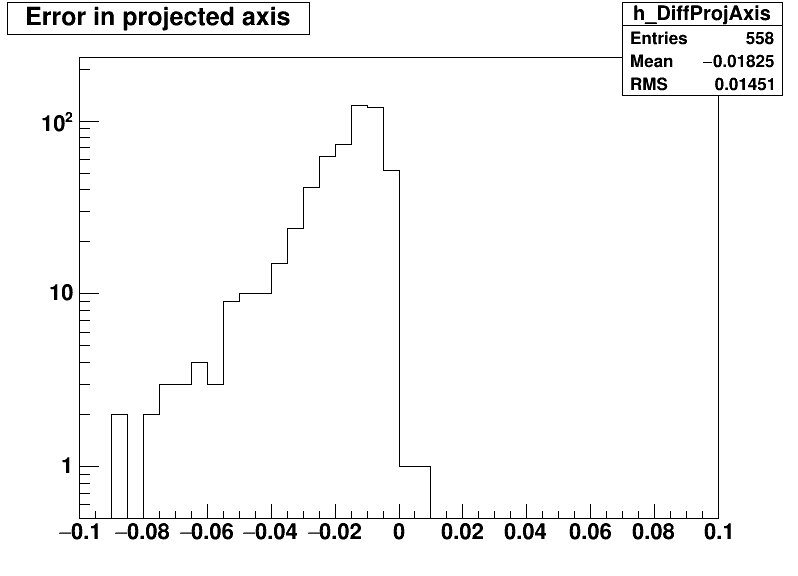 Error in projected axis
h_DiffProjAxis
Entries 558
Mean −0.01825
RMS 0.01451
10²
10
1
−0.1 −0.08 −0.06 −0.04 −0.02 0 0.02 0.04 0.06 0.08 0.1